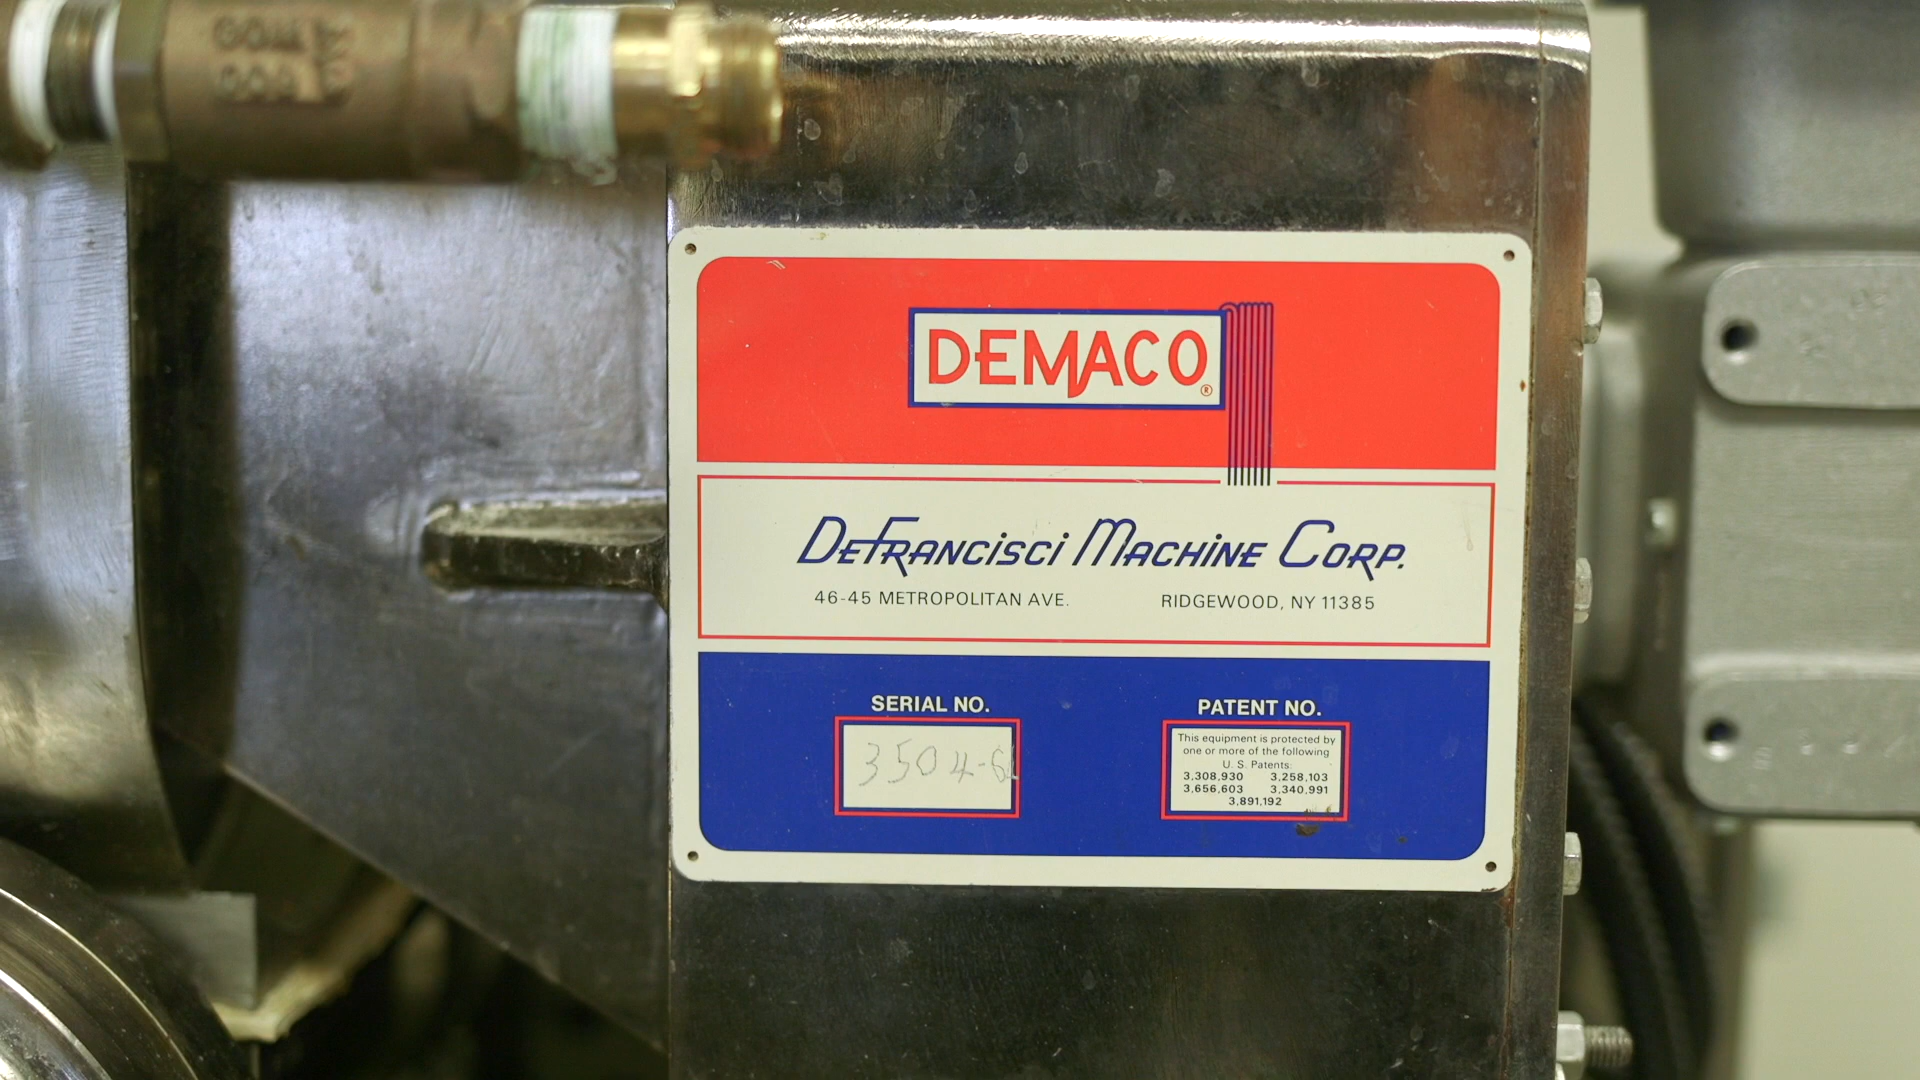 DEMACO
®
DeFrancisci Machine Corp.
46-45 METROPOLITAN AVE. RIDGEWOOD, NY 11385
SERIAL NO.
PATENT NO.
This equipment is protected by
one or more of the following
U. S. Patents:
3,308,930 3,258,103
3,656,603 3,340,991
3,891,192